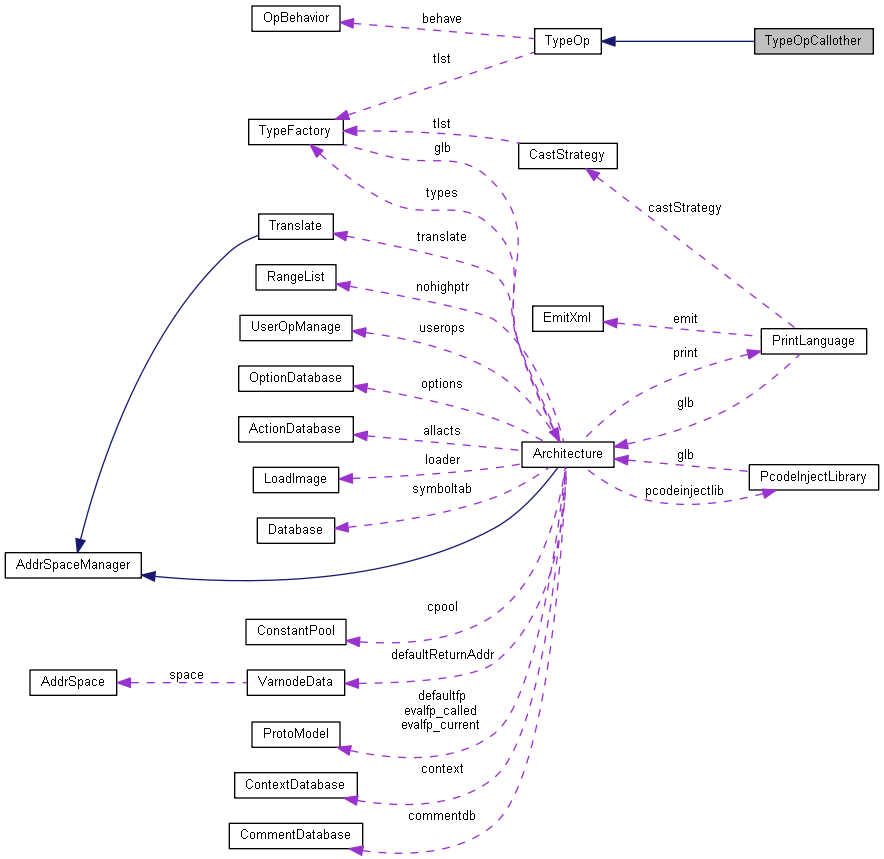 OpBehavior
behave
TypeOp
TypeOpCallother
tlst
TypeFactory
tlst
glb
CastStrategy
types
castStrategy
Translate
translate
RangeList
nohighptr
EmitXml
emit
UserOpManage
userops
PrintLanguage
print
OptionDatabase
options
glb
ActionDatabase
allacts
Architecture
glb
loader
LoadImage
PcodeInjectLibrary
symboltab
pcodeinjectlib
Database
AddrSpaceManager
cpool
ConstantPool
defaultReturnAddr
AddrSpace
space
VarnodeData
defaultfp
evalfp_called
evalfp_current
ProtoModel
context
ContextDatabase
commentdb
CommentDatabase